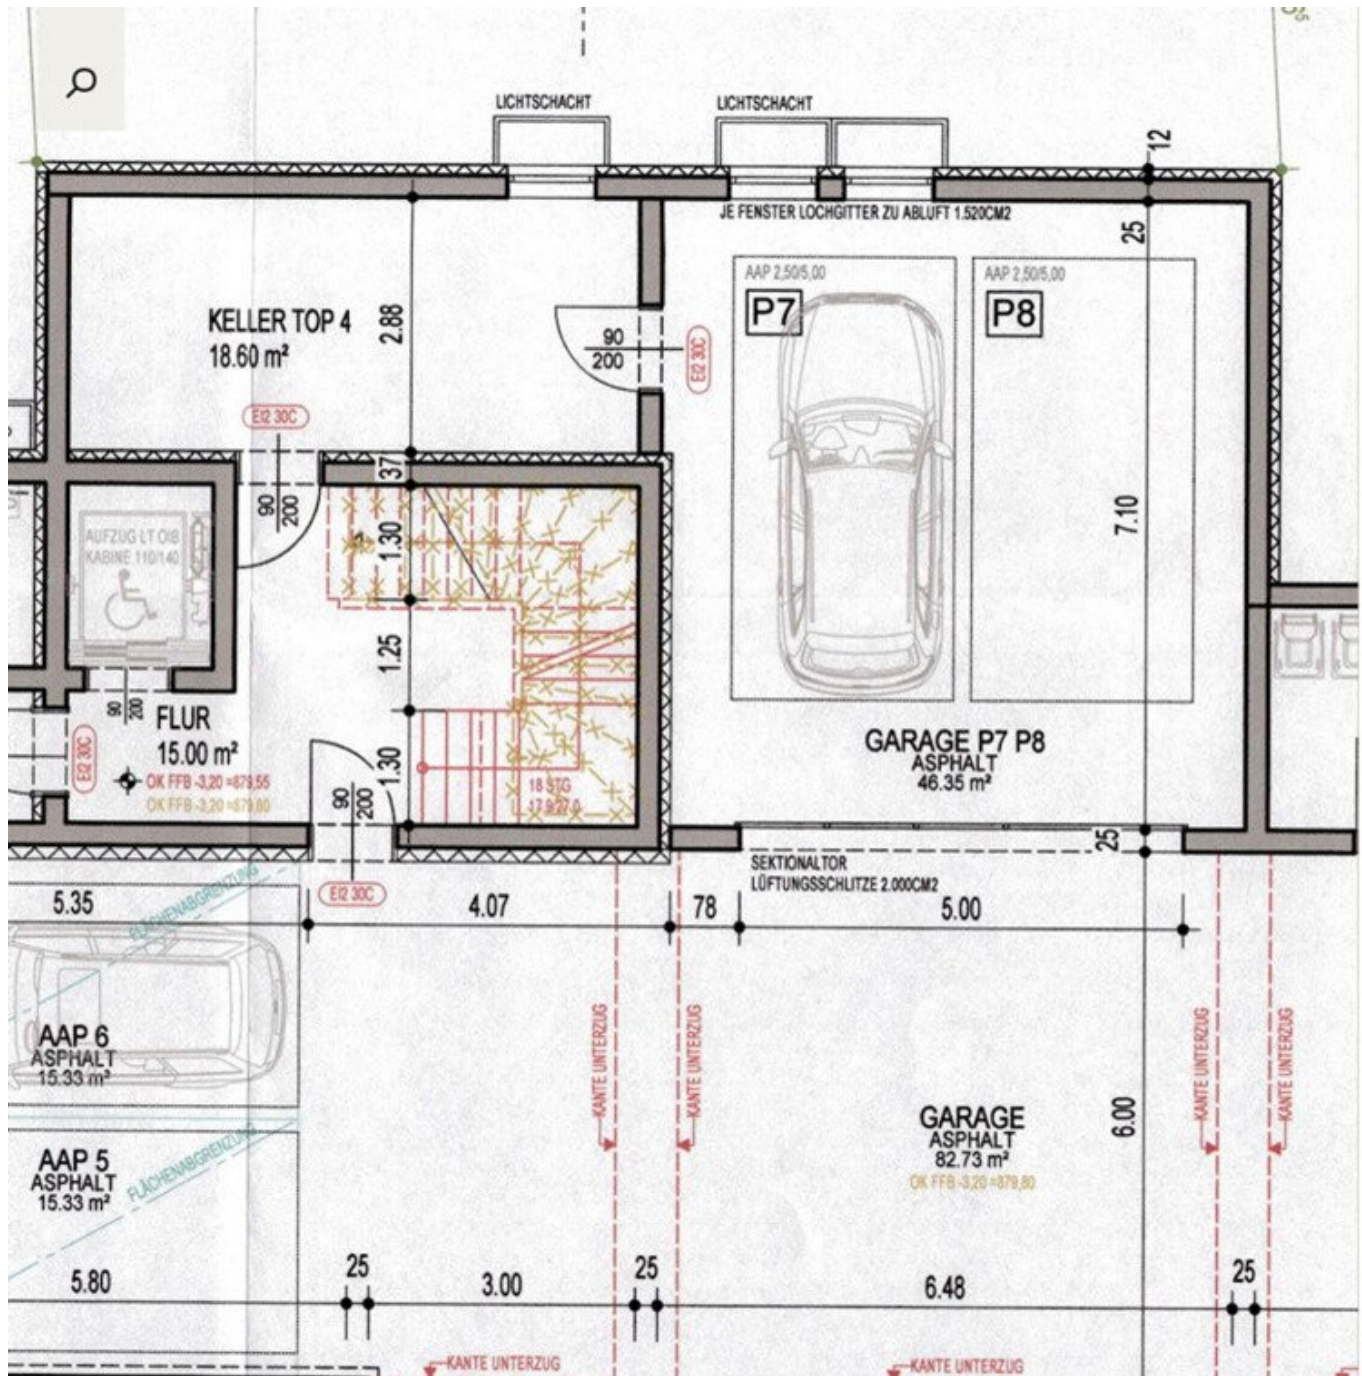 LICHTSCHACHT
LICHTSCHACHT
12
JE FENSTER LOCHGITTER ZU ABLUFT 1.520CM2
25
AAP 2,50/5,00
P7
AAP 2,50/5,00
P8
KELLER TOP 4
18.60 m²
2.88
90
200
EI2 30C
EI2 30C
37
90
200
AUFZUG LT OIB
KABINE 110/140
1.30
7.10
1.25
90
200
FLUR
15.00 m²
EI2 30C
OK FFB -3,20 =879,55
OK FFB -3,20 =879,80
1.30
90
200
18 STG
17.9/27.0
GARAGE P7 P8
ASPHALT
46.35 m²
25
SEKTIONALTOR
LÜFTUNGSSCHLITZE 2.000CM2
EI2 30C
5.35
4.07
78
5.00
FLÄCHENABGRENZUNG
AAP 6
ASPHALT
15.33 m²
KANTE UNTERZUG
KANTE UNTERZUG
KANTE UNTERZUG
KANTE UNTERZUG
GARAGE
ASPHALT
82.73 m²
OK FFB -3,20 =879,80
6.00
FLÄCHENABGRENZUNG
AAP 5
ASPHALT
15.33 m²
5.80
25
3.00
25
6.48
25
KANTE UNTERZUG
KANTE UNTERZUG